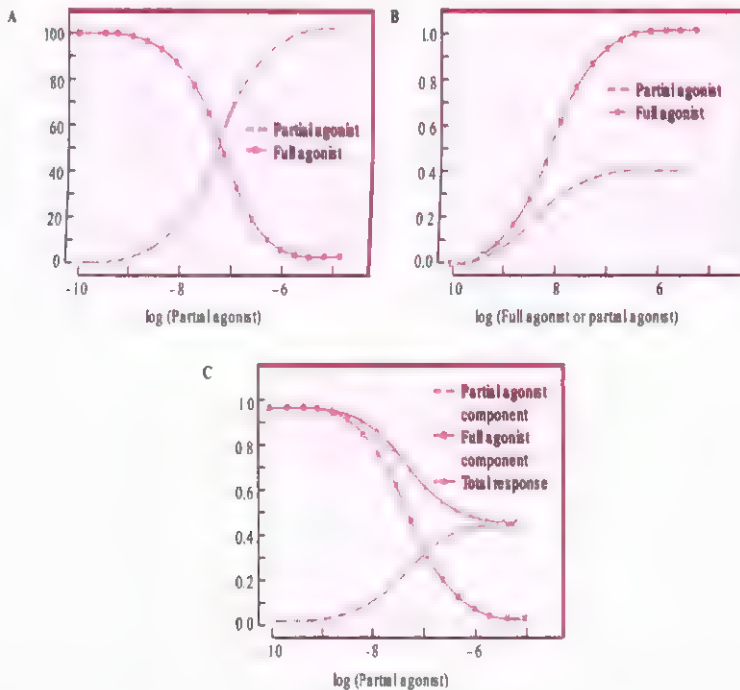 A
100
80
60
40
20
0
-10
-8
-6
log (Partial agonist)
Partial agonist
Full agonist
B
1.0
0.8
0.6
0.4
0.2
0.0
10
8
6
log (Full agonist or partial agonist)
Partial agonist
Full agonist
C
1 0
0 8
0 6
0 4
0.2
0 0
10
-8
-6
log (Partial agonist)
Partial agonist
component
Full agonist
component
Total response